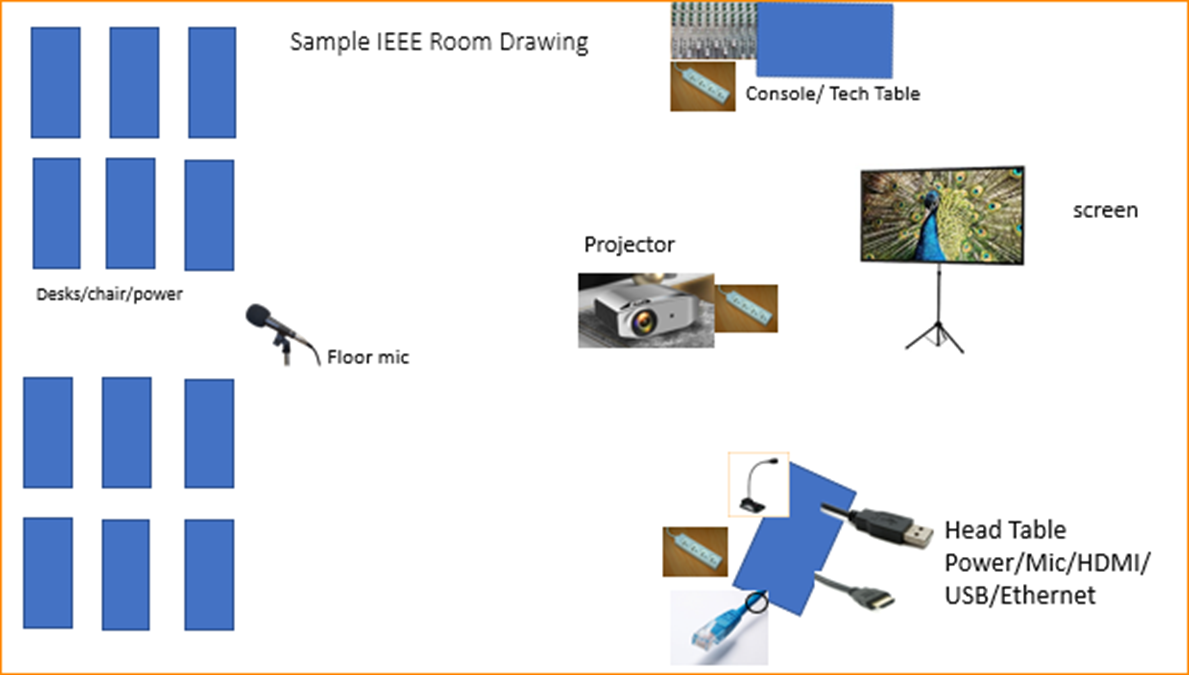 Sample IEEE Room Drawing
Console/ Tech Table
screen
Projector
Desks/chair/power
Floor mic
Head Table
Power/Mic/HDMI/
USB/Ethernet